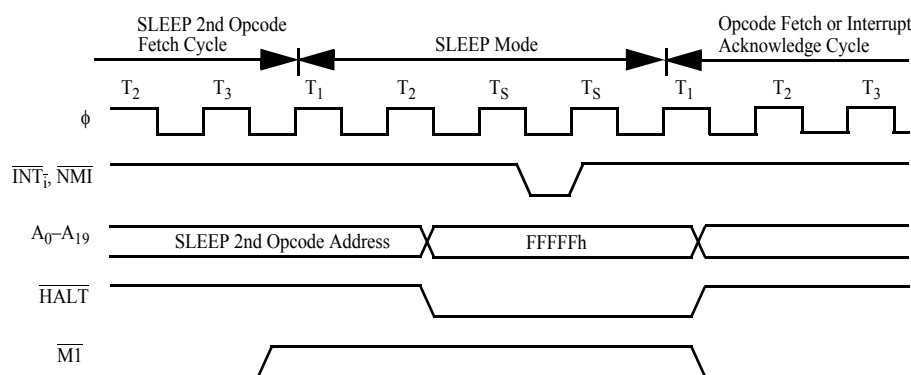 SLEEP 2nd Opcode
Fetch Cycle
SLEEP Mode
Opcode Fetch or Interrupt
Acknowledge Cycle
T2 T3 T1 T2 TS TS T1 T2 T3
ϕ
INTi, NMI
A0–A19
SLEEP 2nd Opcode Address
FFFFFh
HALT
M1